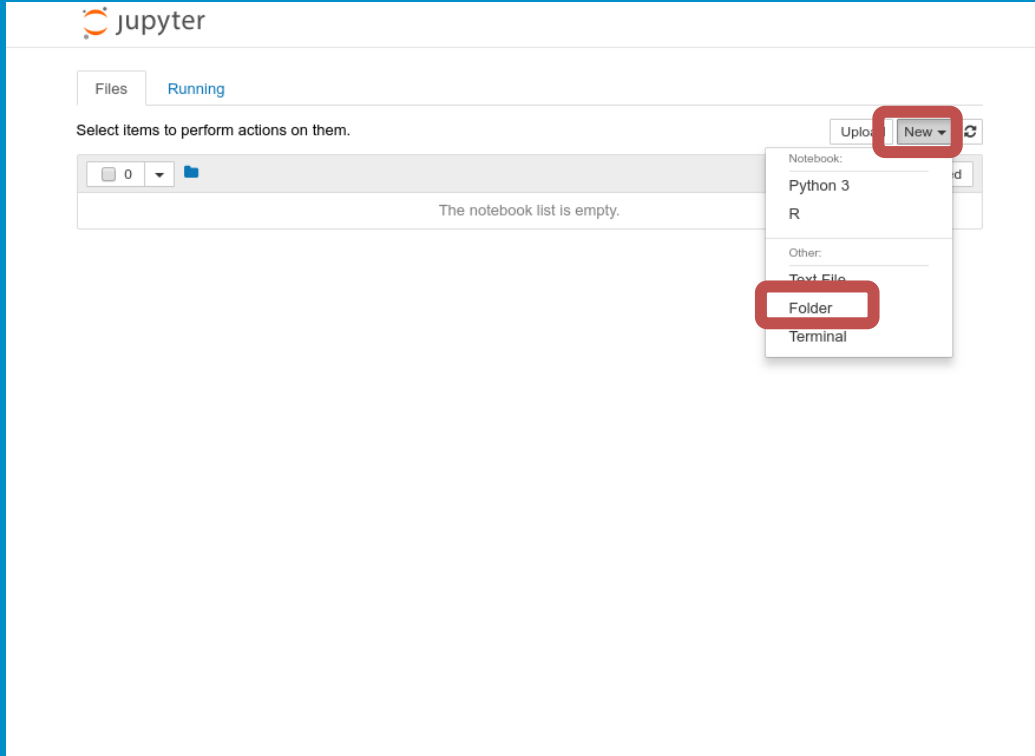 jupyter
Files Running
Select items to perform actions on them.
Upload New
0
The notebook list is empty.
Notebook:
Python 3
R
Other:
Text File
Folder
Terminal